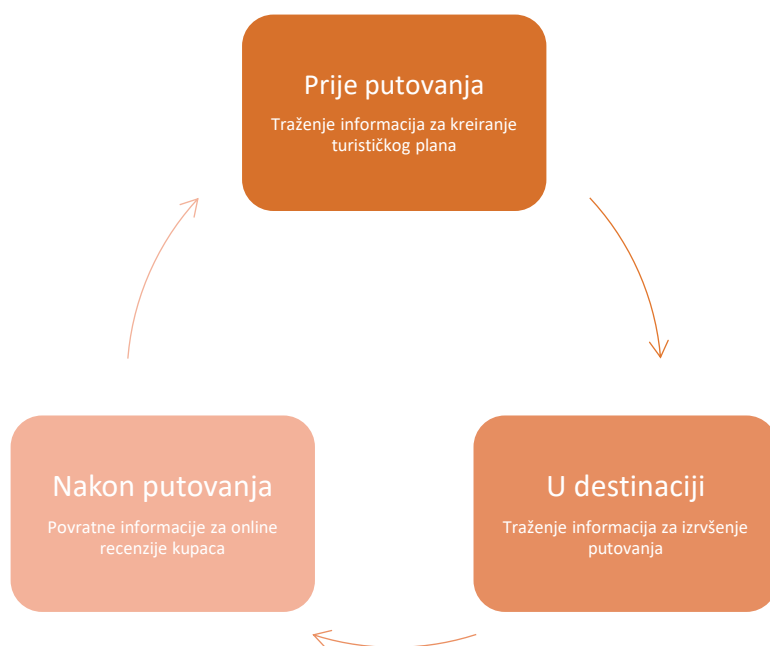 Prije putovanja
Traženje informacija za kreiranje
turističkog plana
U destinaciji
Traženje informacija za izrvšenje
putovanja
Nakon putovanja
Povratne informacije za online
recenzije kupaca